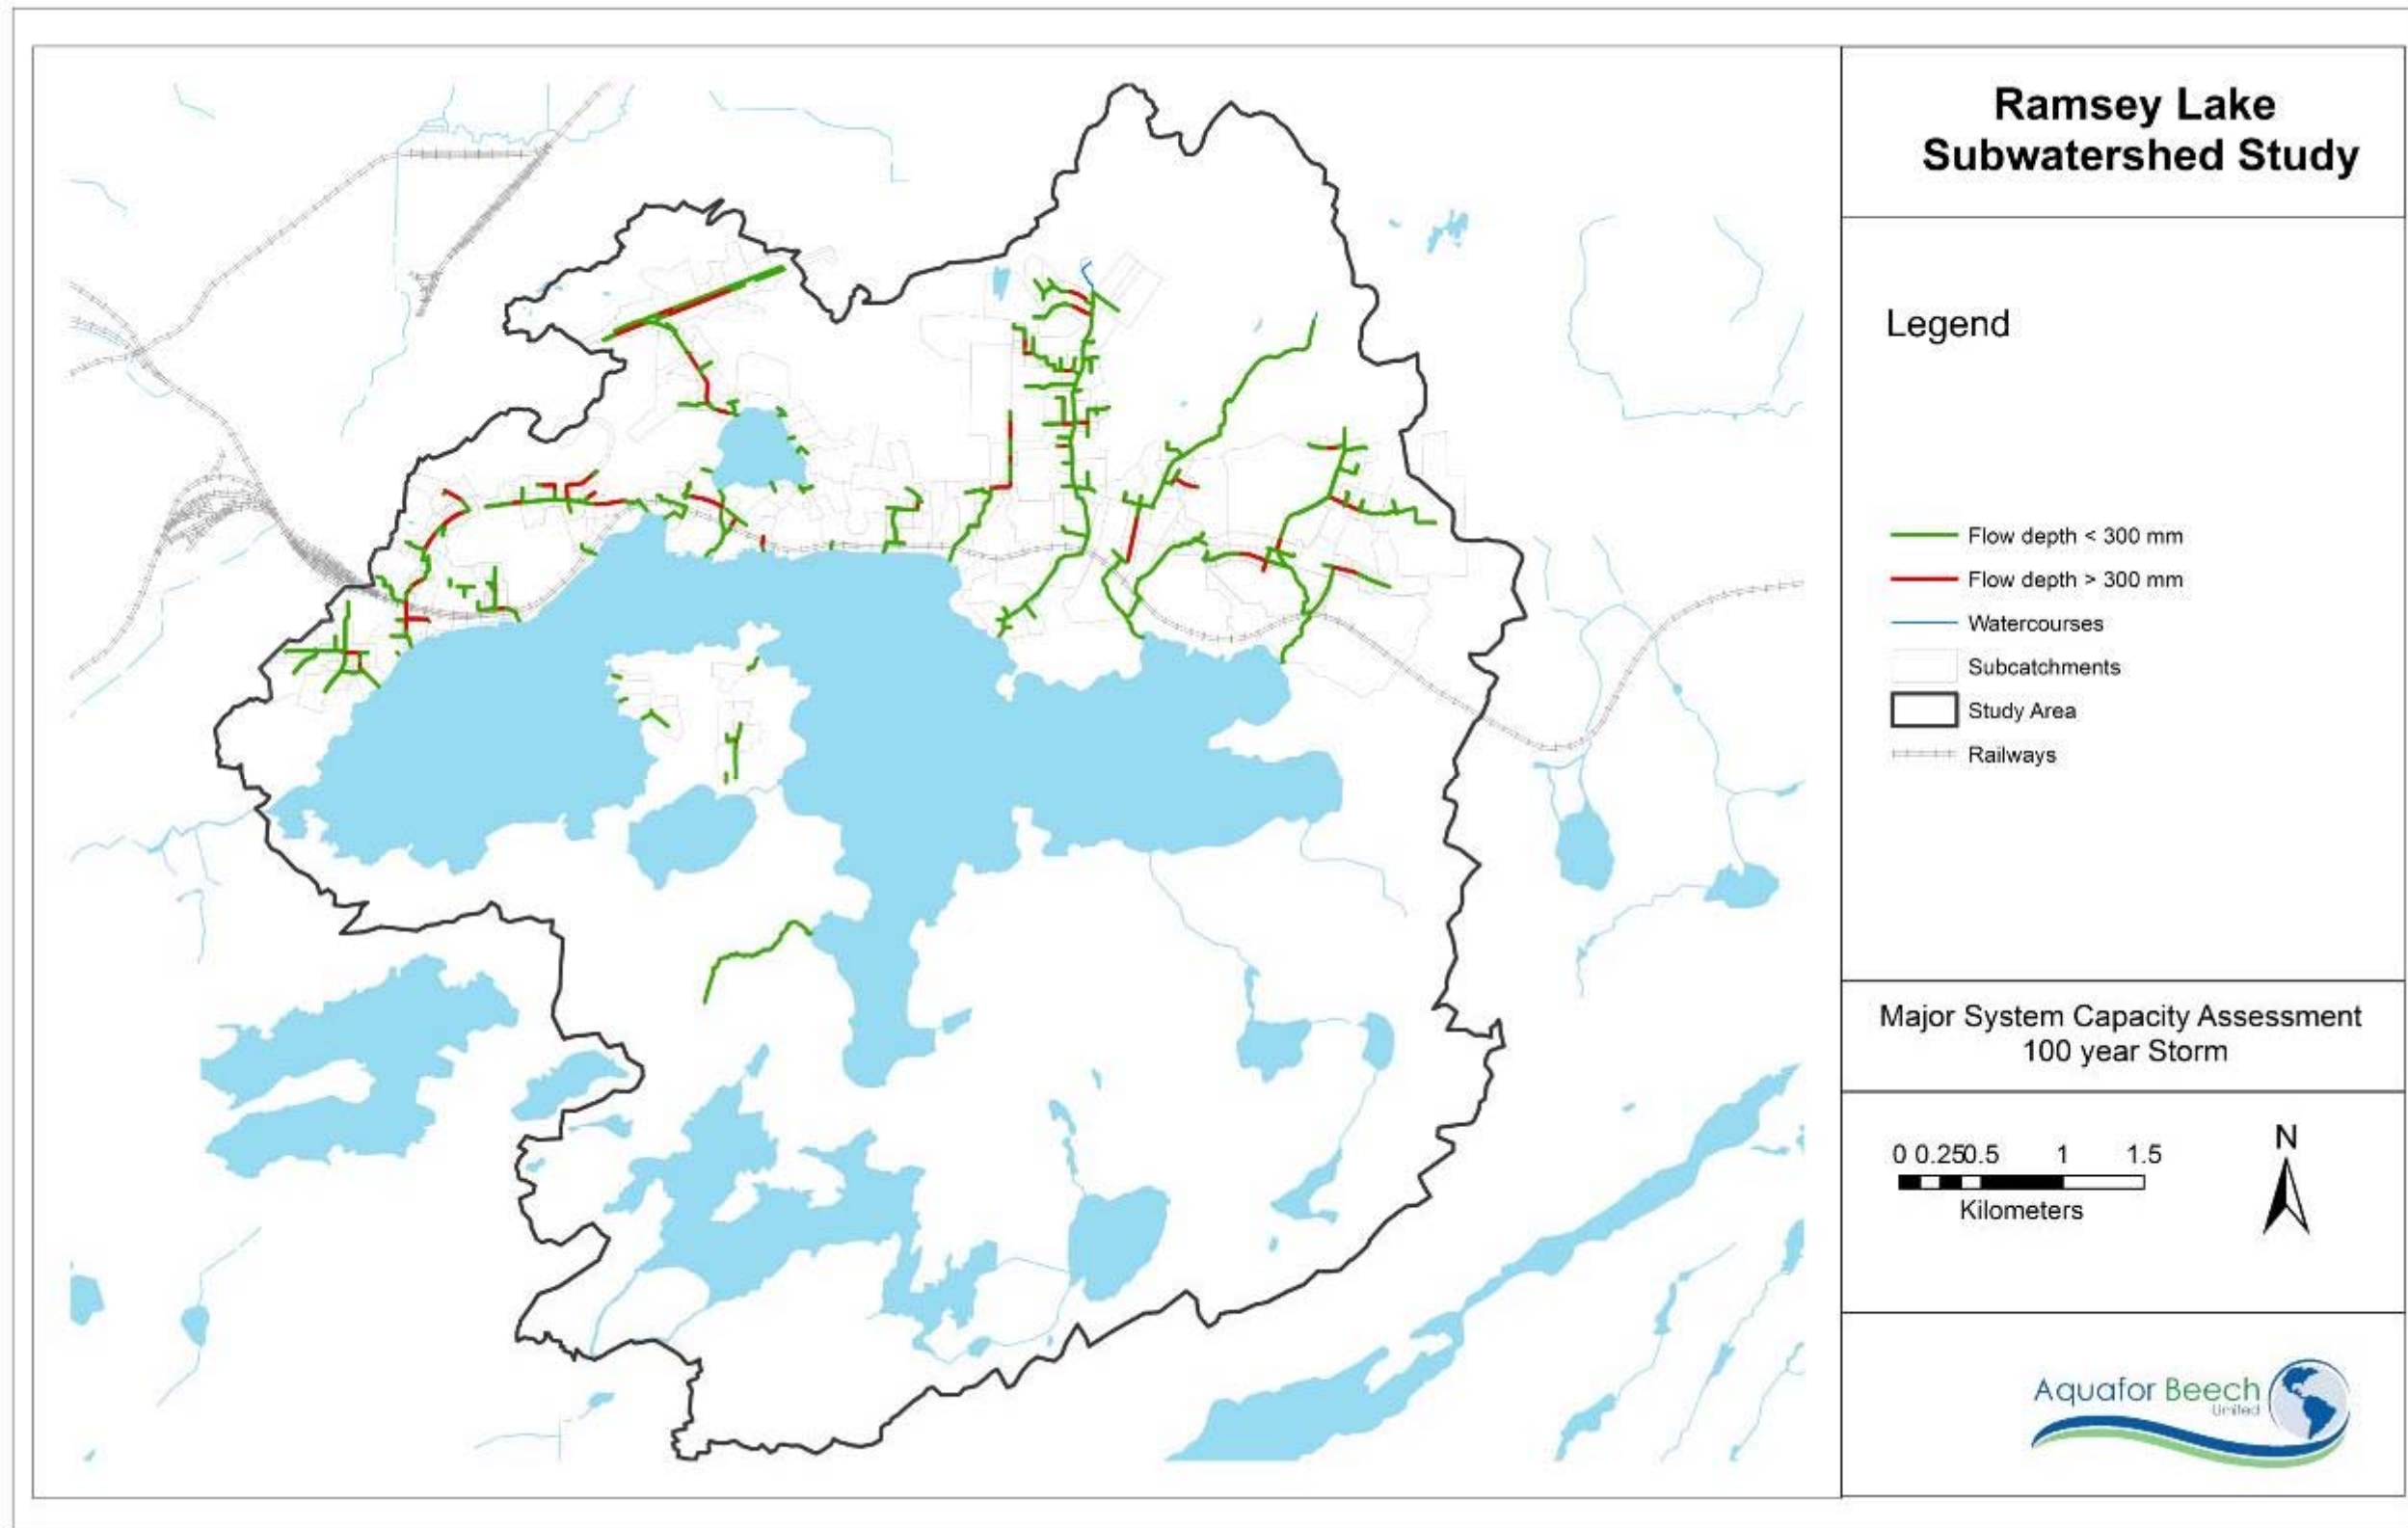 Ramsey Lake
Subwatershed Study
Legend
Flow depth < 300 mm
Flow depth > 300 mm
Watercourses
Subcatchments
Study Area
Railways
Major System Capacity Assessment
100 year Storm
0 0.250.5 1 1.5
Kilometers
N
Aquafor Beech
Limited